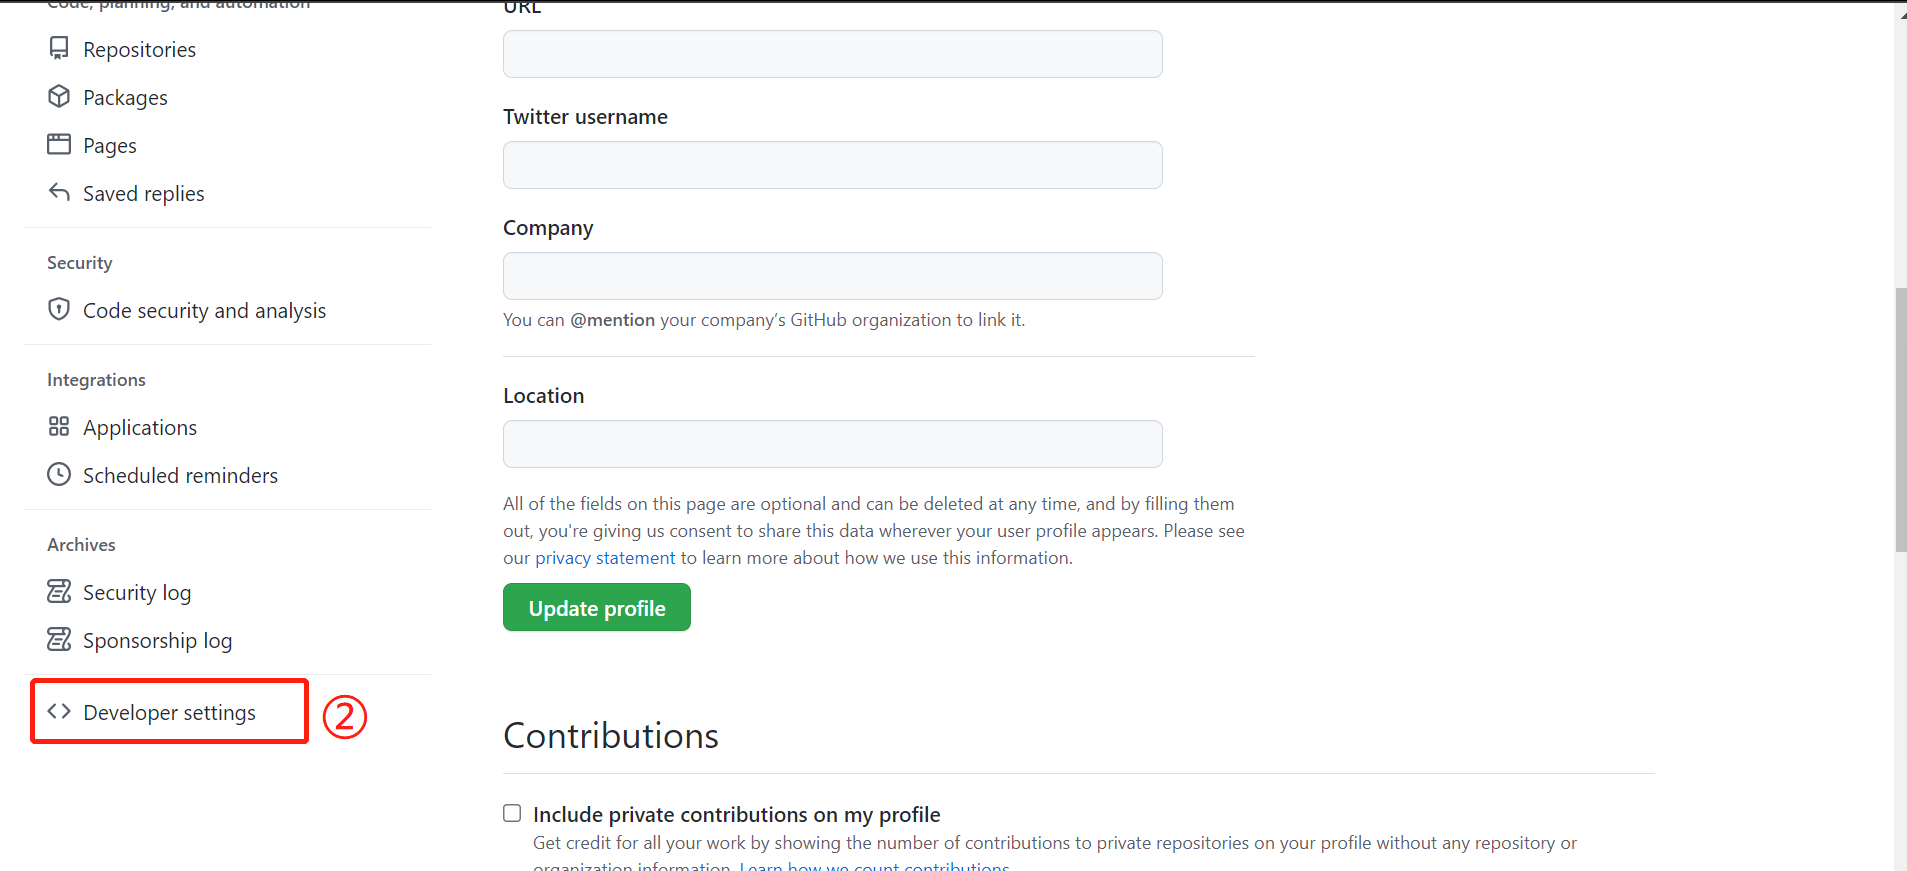 Code, planning, and automation
Repositories
Packages
Pages
Saved replies
Security
Code security and analysis
Integrations
Applications
Scheduled reminders
Archives
Security log
Sponsorship log
Developer settings
②
URL
Twitter username
Company
You can @mention your company’s GitHub organization to link it.
Location
All of the fields on this page are optional and can be deleted at any time, and by filling them
out, you're giving us consent to share this data wherever your user profile appears. Please see
our privacy statement to learn more about how we use this information.
Update profile
Contributions
Include private contributions on my profile
Get credit for all your work by showing the number of contributions to private repositories on your profile without any repository or
organization information. Learn how we count contributions.